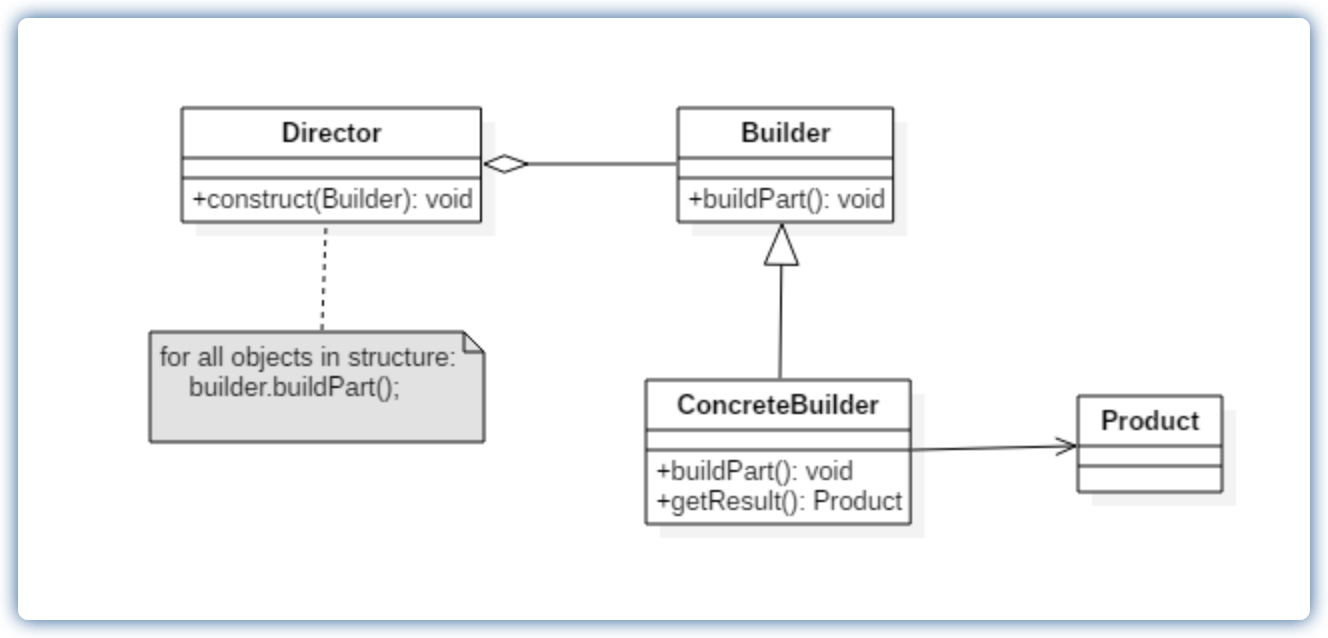 Director
+construct(Builder): void
Builder
+buildPart(): void
for all objects in structure:
builder.buildPart();
ConcreteBuilder
+buildPart(): void
+getResult(): Product
Product